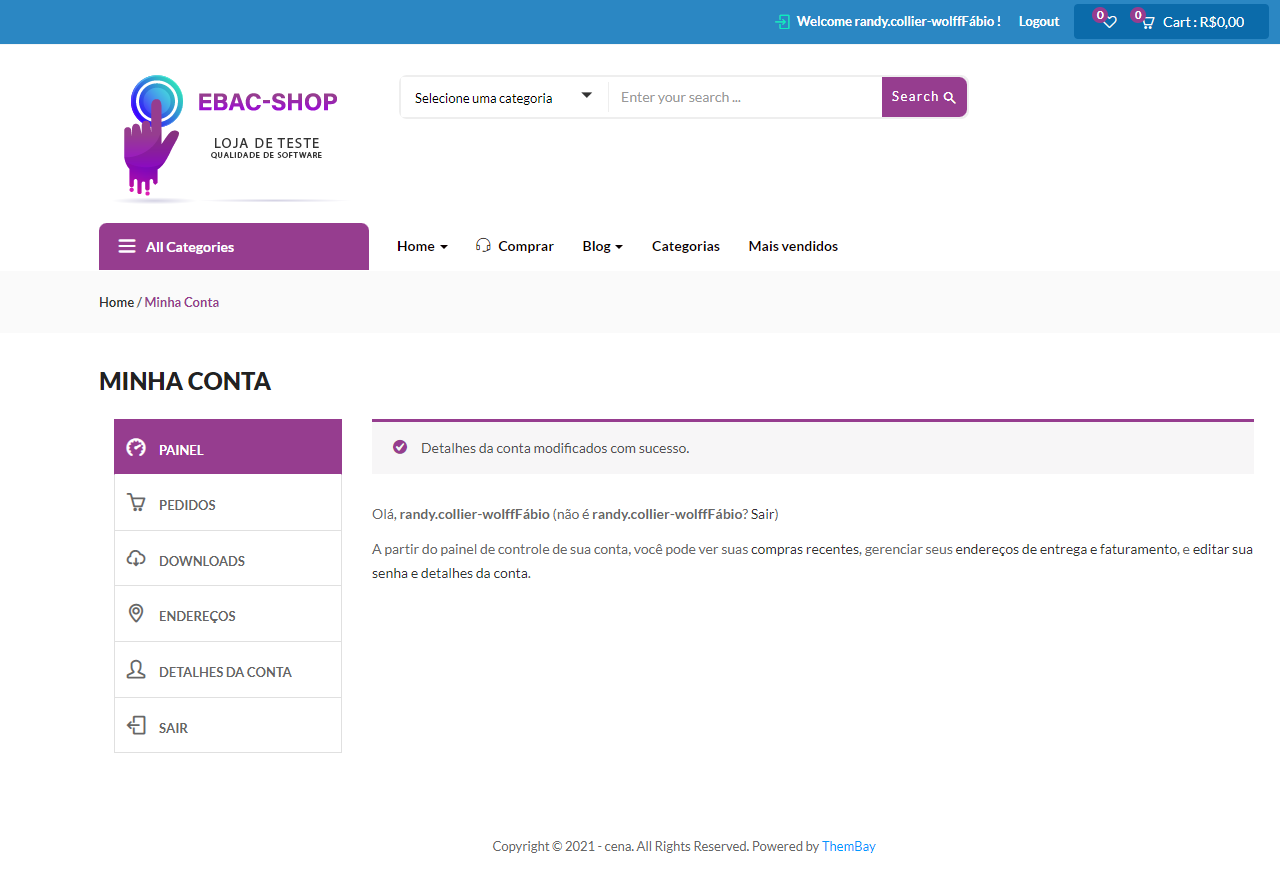 Welcome randy.collier-wolffFábio ! Logout 0 0 Cart : R$0,00
EBAC-SHOP
LOJA DE TESTE
QUALIDADE DE SOFTWARE
Selione uma categoria Enter your search ... Search
All Categories Home Comprar Blog Categorias Mais vendidos
Home / Minha Conta
MINHA CONTA
PAINEL
PEDIDOS
DOWNLOADS
ENDEREÇOS
DETALHES DA CONTA
SAIR
Detalhes da conta modificados com sucesso.
Olá, randy.collier-wolffFábio (não é randy.collier-wolffFábio? Sair)
A partir do painel de controle de sua conta, você pode ver suas compras recentes, gerenciar seus endereços de entrega e faturamento, e editar sua
senha e detalhes da conta.
Copyright © 2021 - cena. All Rights Reserved. Powered by ThemBay